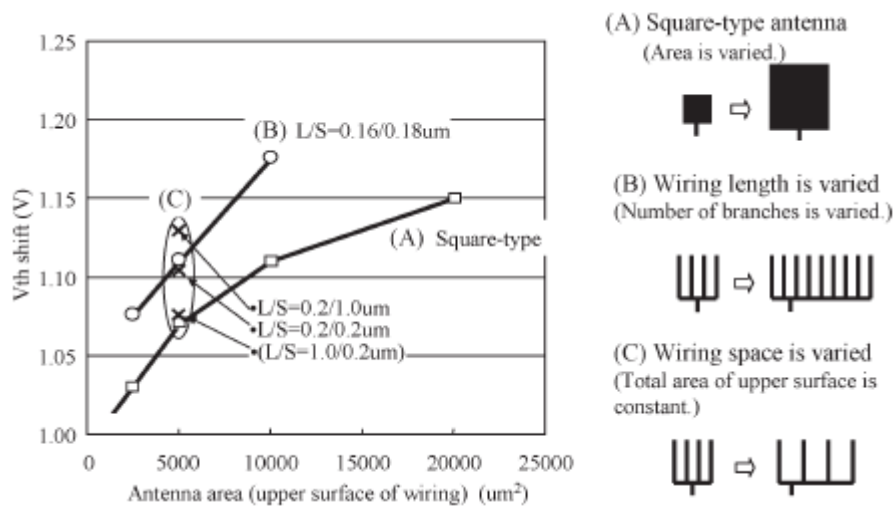 1.25
1.20
1.15
1.10
1.05
1.00
Vth shift (V)
0
5000
10000
15000
20000
25000
Antenna area (upper surface of wiring) (um²)
(B) L/S=0.16/0.18um
(C)
(A) Square-type
•L/S=0.2/1.0um
•L/S=0.2/0.2um
•(L/S=1.0/0.2um)
(A) Square-type antenna
(Area is varied.)
(B) Wiring length is varied
(Number of branches is varied.)
(C) Wiring space is varied
(Total area of upper surface is
constant.)